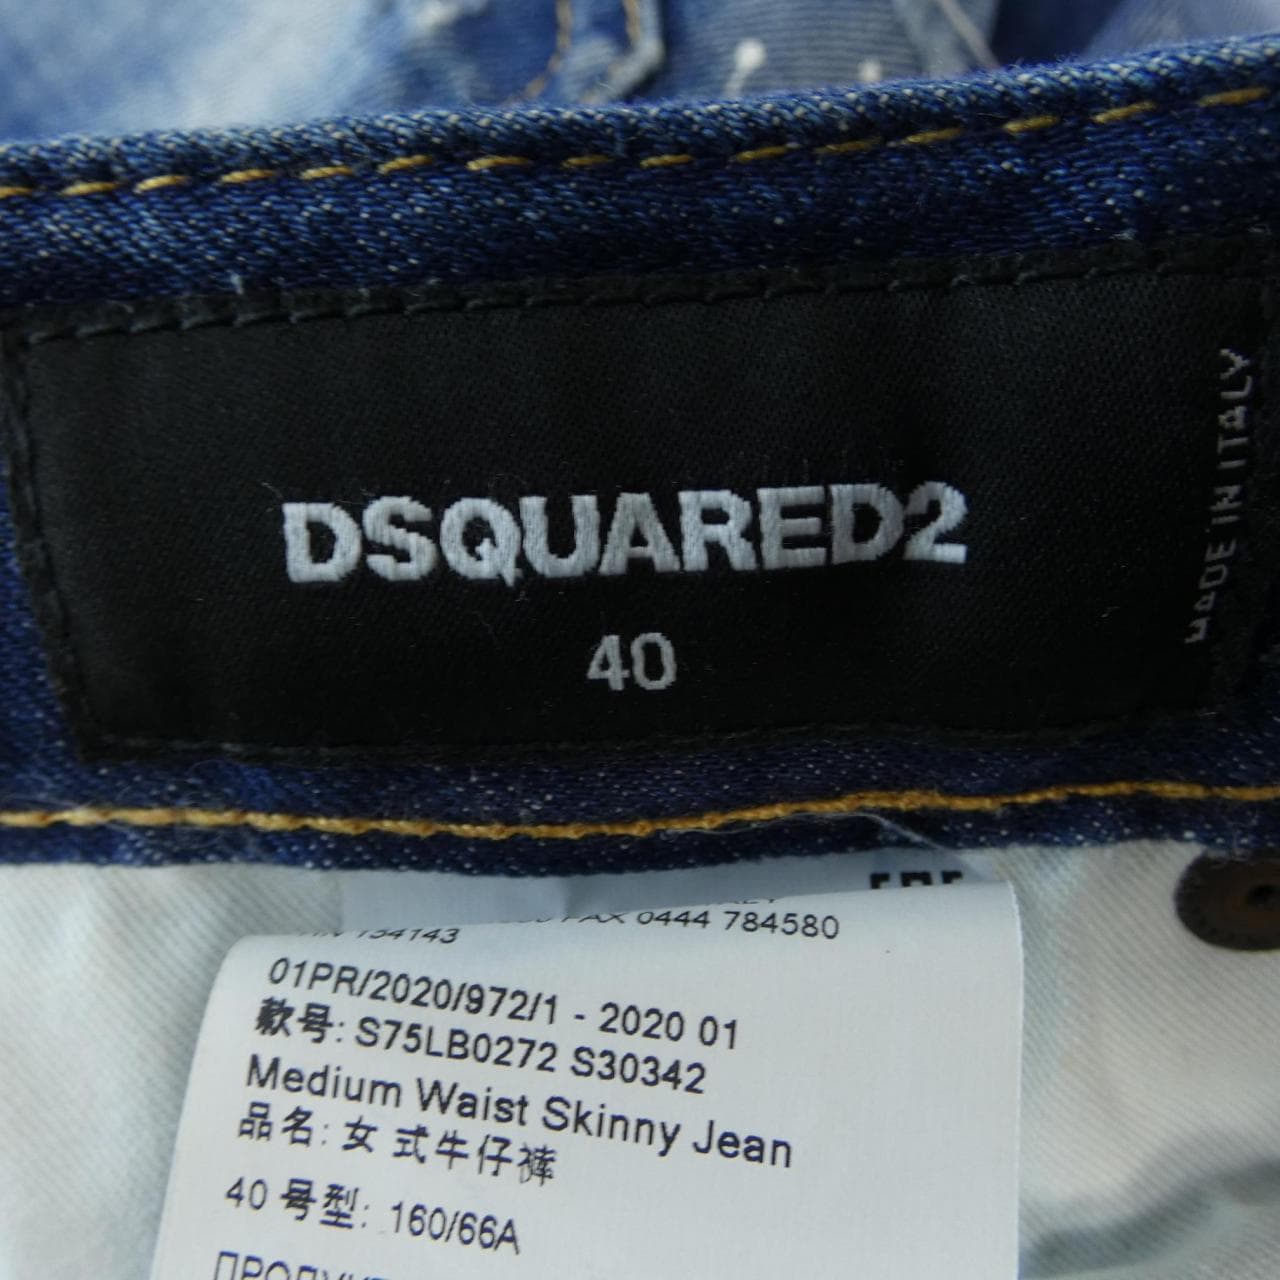 DSQUARED2
40
MADE IN ITALY
FAX 0444 784580
154143
01PR/2020/972/1 - 2020 01
款号: S75LB0272 S30342
Medium Waist Skinny Jean
品名: 女 式牛仔裤
40 号型: 160/66A